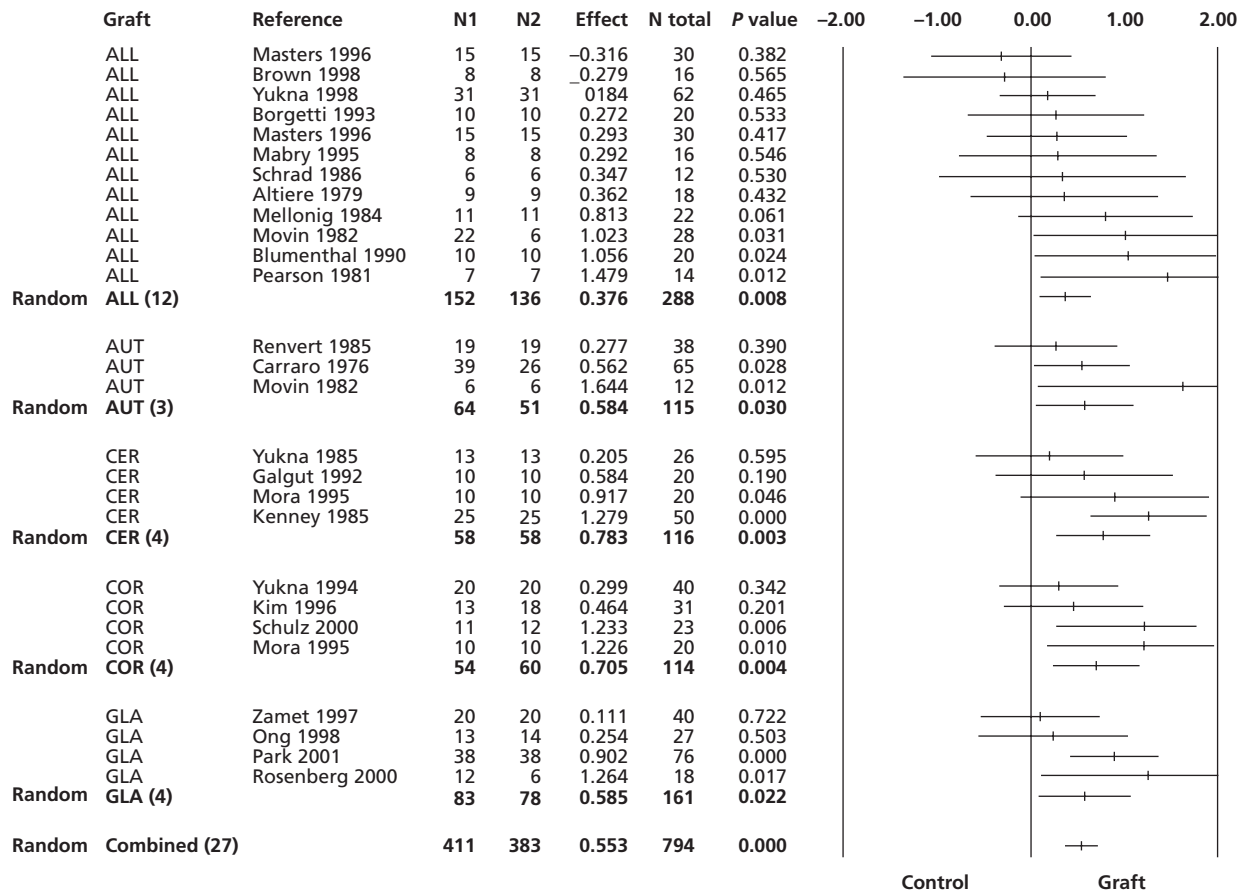 Graft Reference N1 N2 Effect N total P value −2.00 −1.00 0.00 1.00 2.00
ALL Masters 1996 15 15 −0.316 30 0.382
ALL Brown 1998 8 8 _0.279 16 0.565
ALL Yukna 1998 31 31 0184 62 0.465
ALL Borgetti 1993 10 10 0.272 20 0.533
ALL Masters 1996 15 15 0.293 30 0.417
ALL Mabry 1995 8 8 0.292 16 0.546
ALL Schrad 1986 6 6 0.347 12 0.530
ALL Altiere 1979 9 9 0.362 18 0.432
ALL Mellonig 1984 11 11 0.813 22 0.061
ALL Movin 1982 22 6 1.023 28 0.031
ALL Blumenthal 1990 10 10 1.056 20 0.024
ALL Pearson 1981 7 7 1.479 14 0.012
Random ALL (12) 152 136 0.376 288 0.008
AUT Renvert 1985 19 19 0.277 38 0.390
AUT Carraro 1976 39 26 0.562 65 0.028
AUT Movin 1982 6 6 1.644 12 0.012
Random AUT (3) 64 51 0.584 115 0.030
CER Yukna 1985 13 13 0.205 26 0.595
CER Galgut 1992 10 10 0.584 20 0.190
CER Mora 1995 10 10 0.917 20 0.046
CER Kenney 1985 25 25 1.279 50 0.000
Random CER (4) 58 58 0.783 116 0.003
COR Yukna 1994 20 20 0.299 40 0.342
COR Kim 1996 13 18 0.464 31 0.201
COR Schulz 2000 11 12 1.233 23 0.006
COR Mora 1995 10 10 1.226 20 0.010
Random COR (4) 54 60 0.705 114 0.004
GLA Zamet 1997 20 20 0.111 40 0.722
GLA Ong 1998 13 14 0.254 27 0.503
GLA Park 2001 38 38 0.902 76 0.000
GLA Rosenberg 2000 12 6 1.264 18 0.017
Random GLA (4) 83 78 0.585 161 0.022
Random Combined (27) 411 383 0.553 794 0.000
Control Graft